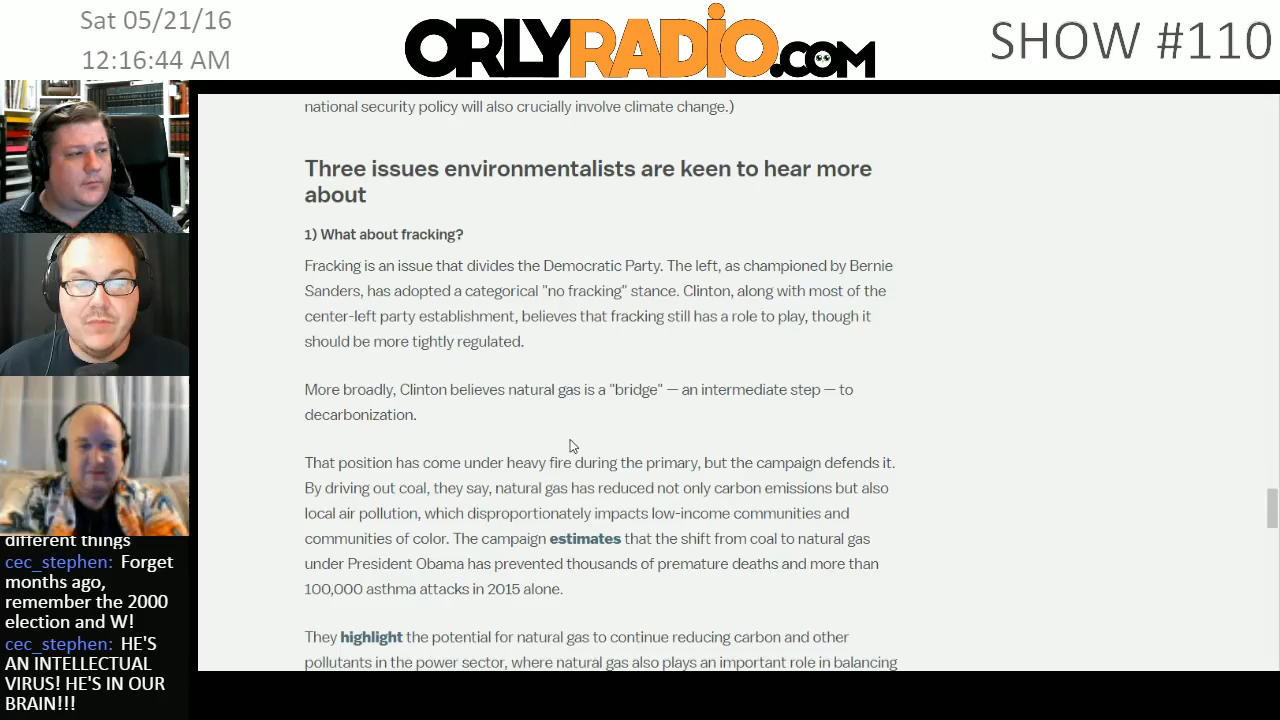 Sat 05/21/16
12:16:44 AM
ORLYRADIO.COM
SHOW #110
national security policy will also crucially involve climate change.)
Three issues environmentalists are keen to hear more
about
1) What about fracking?
Fracking is an issue that divides the Democratic Party. The left, as championed by Bernie
Sanders, has adopted a categorical "no fracking" stance. Clinton, along with most of the
center-left party establishment, believes that fracking still has a role to play, though it
should be more tightly regulated.
More broadly, Clinton believes natural gas is a "bridge" — an intermediate step — to
decarbonization.
That position has come under heavy fire during the primary, but the campaign defends it.
By driving out coal, they say, natural gas has reduced not only carbon emissions but also
local air pollution, which disproportionately impacts low-income communities and
communities of color. The campaign estimates that the shift from coal to natural gas
under President Obama has prevented thousands of premature deaths and more than
100,000 asthma attacks in 2015 alone.
They highlight the potential for natural gas to continue reducing carbon and other
pollutants in the power sector, where natural gas also plays an important role in balancing
different things
cec_stephen: Forget
months ago,
remember the 2000
election and W!
cec_stephen: HE'S
AN INTELLECTUAL
VIRUS! HE'S IN OUR
BRAIN!!!